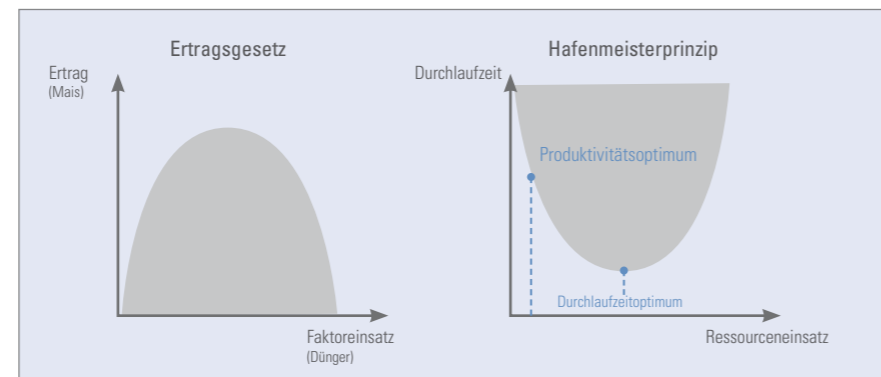 Ertragsgesetz
Ertrag
(Mais)
Faktoreinsatz
(Dünger)
Hafenmeisterprinzip
Durchlaufzeit
Produktivitätsoptimum
Durchlaufzeitoptimum
Ressourceneinsatz